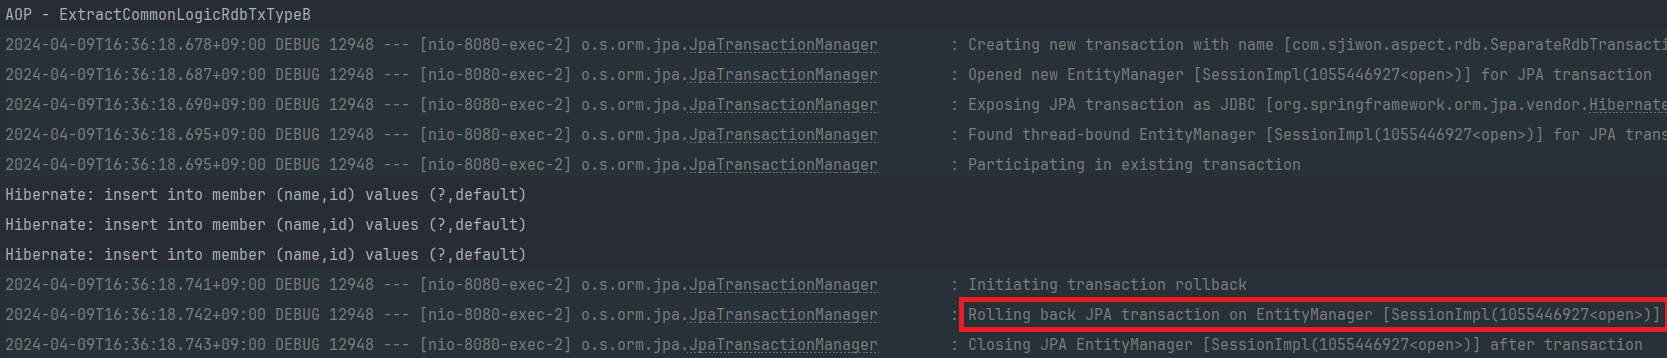 AOP - ExtractCommonLogicRdbTxTypeB
2024-04-09T16:36:18.678+09:00 DEBUG 12948 --- [nio-8080-exec-2] o.s.orm.jpa.JpaTransactionManager : Creating new transaction with name [com.sjiwon.aspect.rdb.SeparateRdbTransacti
2024-04-09T16:36:18.687+09:00 DEBUG 12948 --- [nio-8080-exec-2] o.s.orm.jpa.JpaTransactionManager : Opened new EntityManager [SessionImpl(1055446927<open>)] for JPA transaction
2024-04-09T16:36:18.690+09:00 DEBUG 12948 --- [nio-8080-exec-2] o.s.orm.jpa.JpaTransactionManager : Exposing JPA transaction as JDBC [org.springframework.orm.jpa.vendor.Hibernate
2024-04-09T16:36:18.695+09:00 DEBUG 12948 --- [nio-8080-exec-2] o.s.orm.jpa.JpaTransactionManager : Found thread-bound EntityManager [SessionImpl(1055446927<open>)] for JPA trans
2024-04-09T16:36:18.695+09:00 DEBUG 12948 --- [nio-8080-exec-2] o.s.orm.jpa.JpaTransactionManager : Participating in existing transaction
Hibernate: insert into member (name,id) values (?,default)
Hibernate: insert into member (name,id) values (?,default)
Hibernate: insert into member (name,id) values (?,default)
2024-04-09T16:36:18.741+09:00 DEBUG 12948 --- [nio-8080-exec-2] o.s.orm.jpa.JpaTransactionManager : Initiating transaction rollback
2024-04-09T16:36:18.742+09:00 DEBUG 12948 --- [nio-8080-exec-2] o.s.orm.jpa.JpaTransactionManager : Rolling back JPA transaction on EntityManager [SessionImpl(1055446927<open>)]
2024-04-09T16:36:18.743+09:00 DEBUG 12948 --- [nio-8080-exec-2] o.s.orm.jpa.JpaTransactionManager : Closing JPA EntityManager [SessionImpl(1055446927<open>)] after transaction